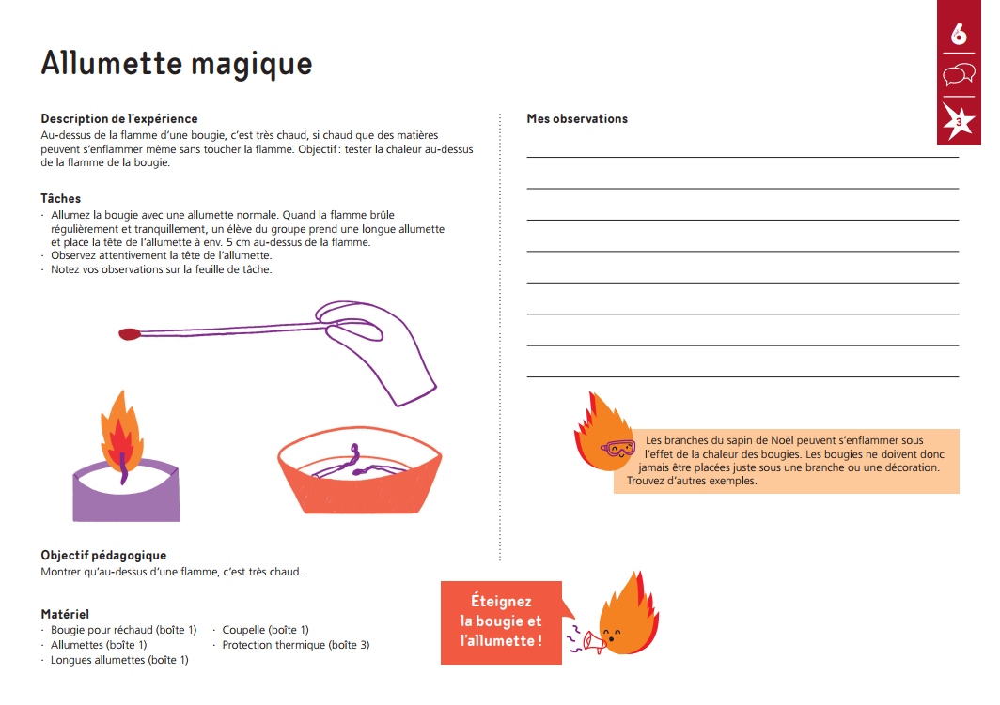 Allumette magique
6
3
Description de l'expérience
Au-dessus de la flamme d'une bougie, c'est très chaud, si chaud que des matières
peuvent s'enflammer même sans toucher la flamme. Objectif : tester la chaleur au-dessus
de la flamme de la bougie.
Tâches
· Allumez la bougie avec une allumette normale. Quand la flamme brûle
régulièrement et tranquillement, un élève du groupe prend une longue allumette
et place la tête de l'allumette à env. 5 cm au-dessus de la flamme.
· Observez attentivement la tête de l'allumette.
· Notez vos observations sur la feuille de tâche.
Objectif pédagogique
Montrer qu'au-dessus d'une flamme, c'est très chaud.
Matériel
· Bougie pour réchaud (boîte 1)
· Allumettes (boîte 1)
· Longues allumettes (boîte 1)
· Coupelle (boîte 1)
· Protection thermique (boîte 3)
Mes observations
Les branches du sapin de Noël peuvent s'enflammer sous
l'effet de la chaleur des bougies. Les bougies ne doivent donc
jamais être placées juste sous une branche ou une décoration.
Trouvez d'autres exemples.
Éteignez
la bougie et
l'allumette !